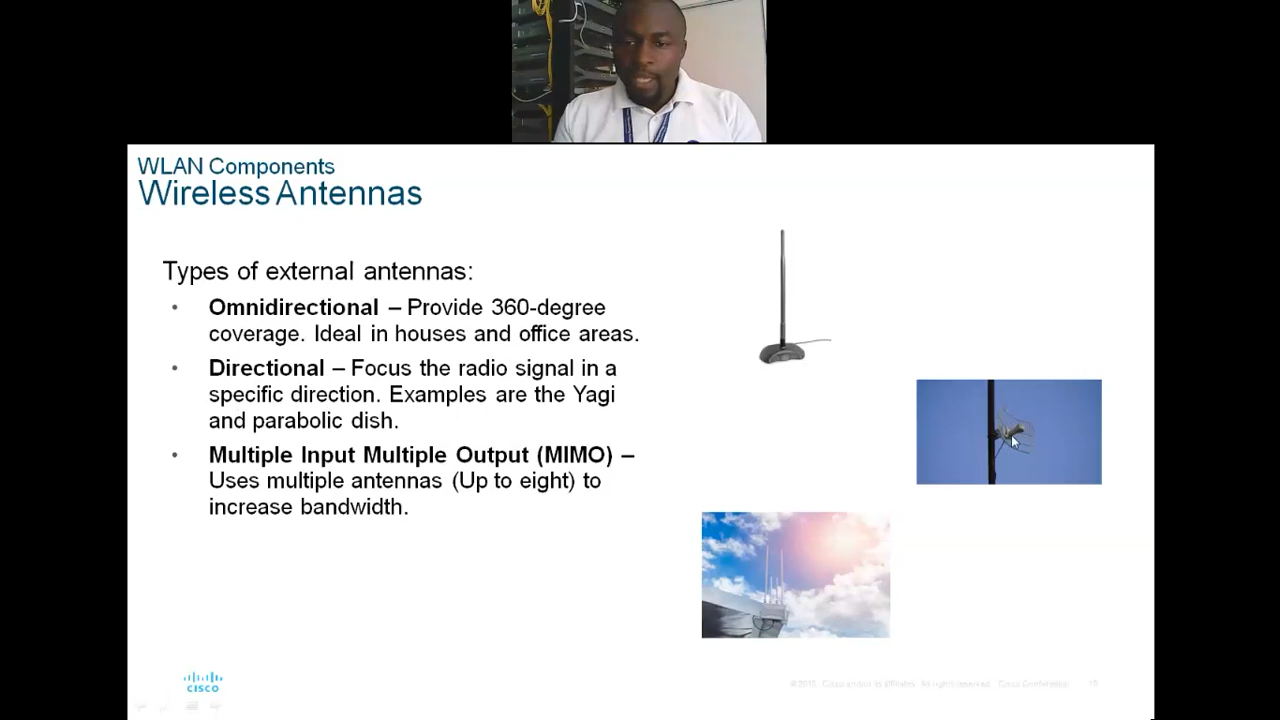 WLAN Components
Wireless Antennas
Types of external antennas:
• Omnidirectional – Provide 360-degree
coverage. Ideal in houses and office areas.
• Directional – Focus the radio signal in a
specific direction. Examples are the Yagi
and parabolic dish.
• Multiple Input Multiple Output (MIMO) –
Uses multiple antennas (Up to eight) to
increase bandwidth.
CISCO